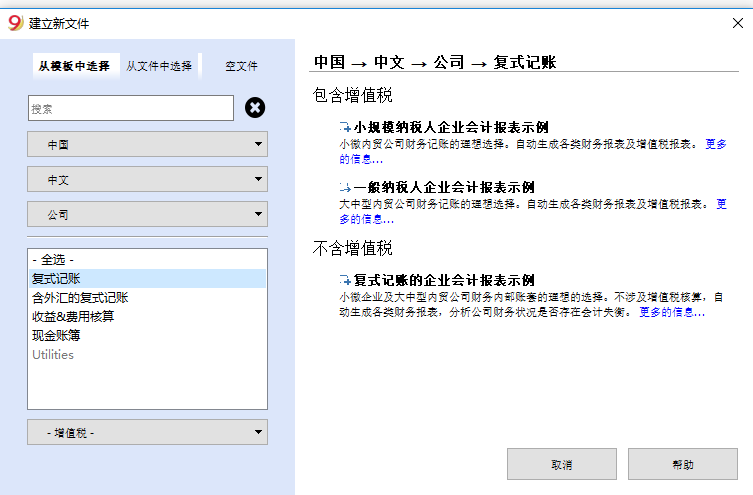 9 建立新文件
从模板中选择 从文件中选择 空文件
搜索
中国
中文
公司
- 全选 -
复式记账
含外汇的复式记账
收益&费用核算
现金账簿
Utilities
- 增值税 -
中国 → 中文 → 公司 → 复式记账
包含增值税
小规模纳税人企业会计报表示例
小微内贸公司财务记账的理想选择。自动生成各类财务报表及增值税报表。 更多
的信息...
一般纳税人企业会计报表示例
大中型内贸公司财务记账的理想选择。自动生成各类财务报表及增值税报表。 更
多的信息...
不含增值税
复式记账的企业会计报表示例
小微企业及大中型内贸公司财务内部账套的理想的选择。不涉及增值税核算，自
动生成各类财务报表，分析公司财务状况是否存在会计失衡。 更多的信息...
取消 帮助